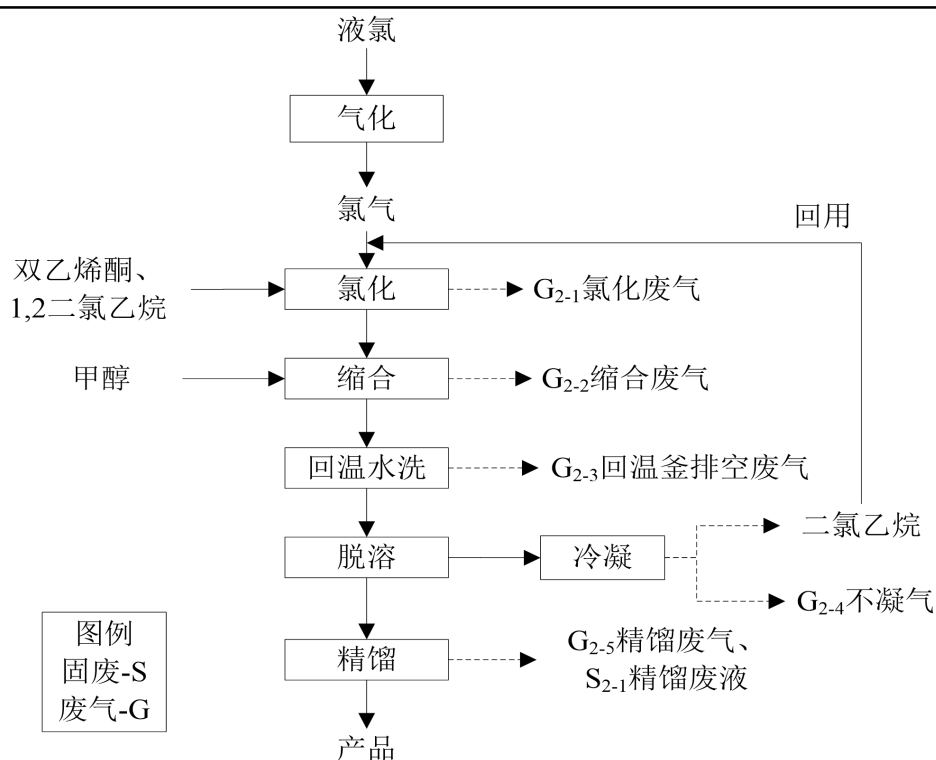 液氯
气化
氯气
回用
双乙烯酮、
1,2二氯乙烷
氯化
G2-1氯化废气
甲醇
缩合
G2-2缩合废气
回温水洗
G2-3回温釜排空废气
二氯乙烷
脱溶
冷凝
G2-4不凝气
图例
固废-S
废气-G
精馏
G2-5精馏废气、
S2-1精馏废液
产品